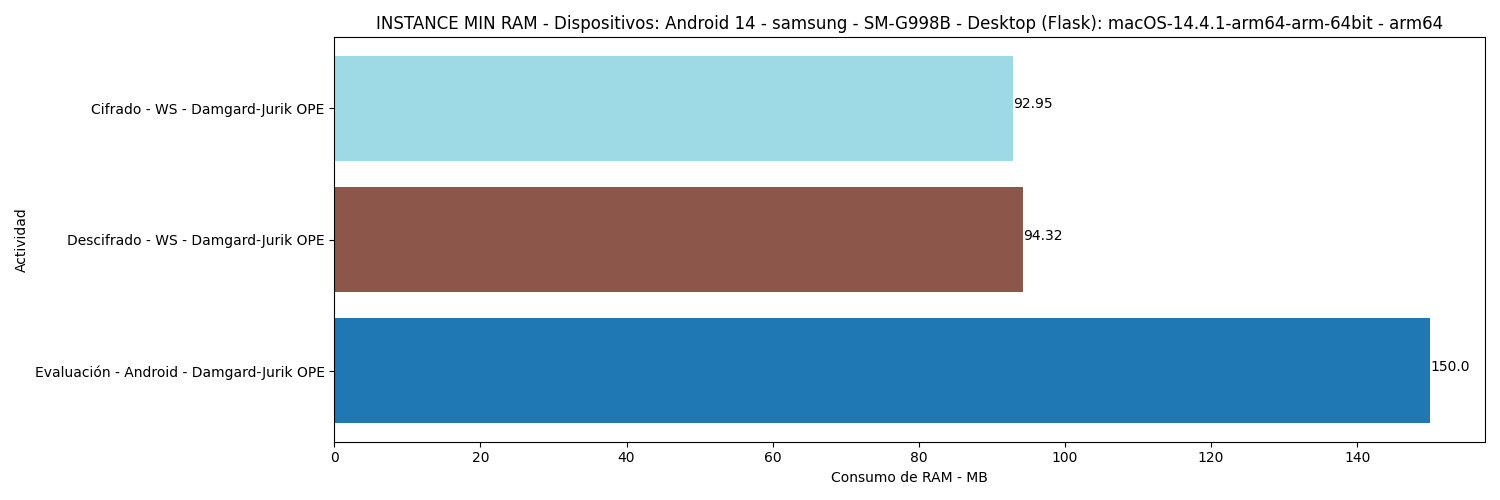 INSTANCE MIN RAM - Dispositivos: Android 14 - samsung - SM-G998B - Desktop (Flask): macOS-14.4.1-arm64-arm-64bit - arm64
Cifrado - WS - Damgard-Jurik OPE
92.95
Descifrado - WS - Damgard-Jurik OPE
94.32
Evaluación - Android - Damgard-Jurik OPE
150.0
Actividad
0 20 40 60 80 100 120 140
Consumo de RAM - MB